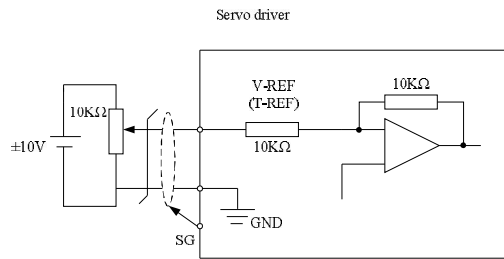 Servo driver
V-REF
(T-REF)
10KΩ
10KΩ
10KΩ
±10V
GND
SG